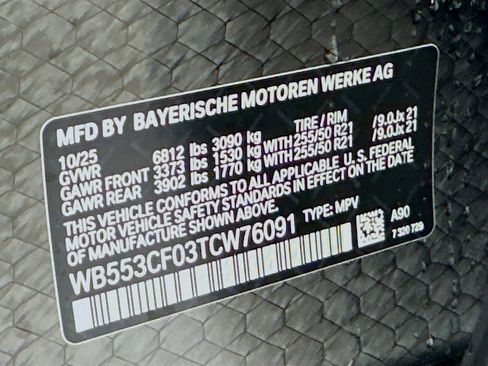 MFD BY BAYERISCHE MOTOREN WERKE AG
10/25 TIRE / RIM
GVWR 6812 lbs 3090 kg
GAWR FRONT 3373 lbs 1530 kg WITH 255/50 R21 / 9.0Jx 21
GAWR REAR 3902 lbs 1770 kg WITH 255/50 R21 / 9.0Jx 21
THIS VEHICLE CONFORMS TO ALL APPLICABLE U. S. FEDERAL
MOTOR VEHICLE SAFETY STANDARDS IN EFFECT ON THE DATE
OF MANUFACTURE SHOWN ABOVE.
WB553CF03TCW76091 TYPE: MPV
A90
7 320 729